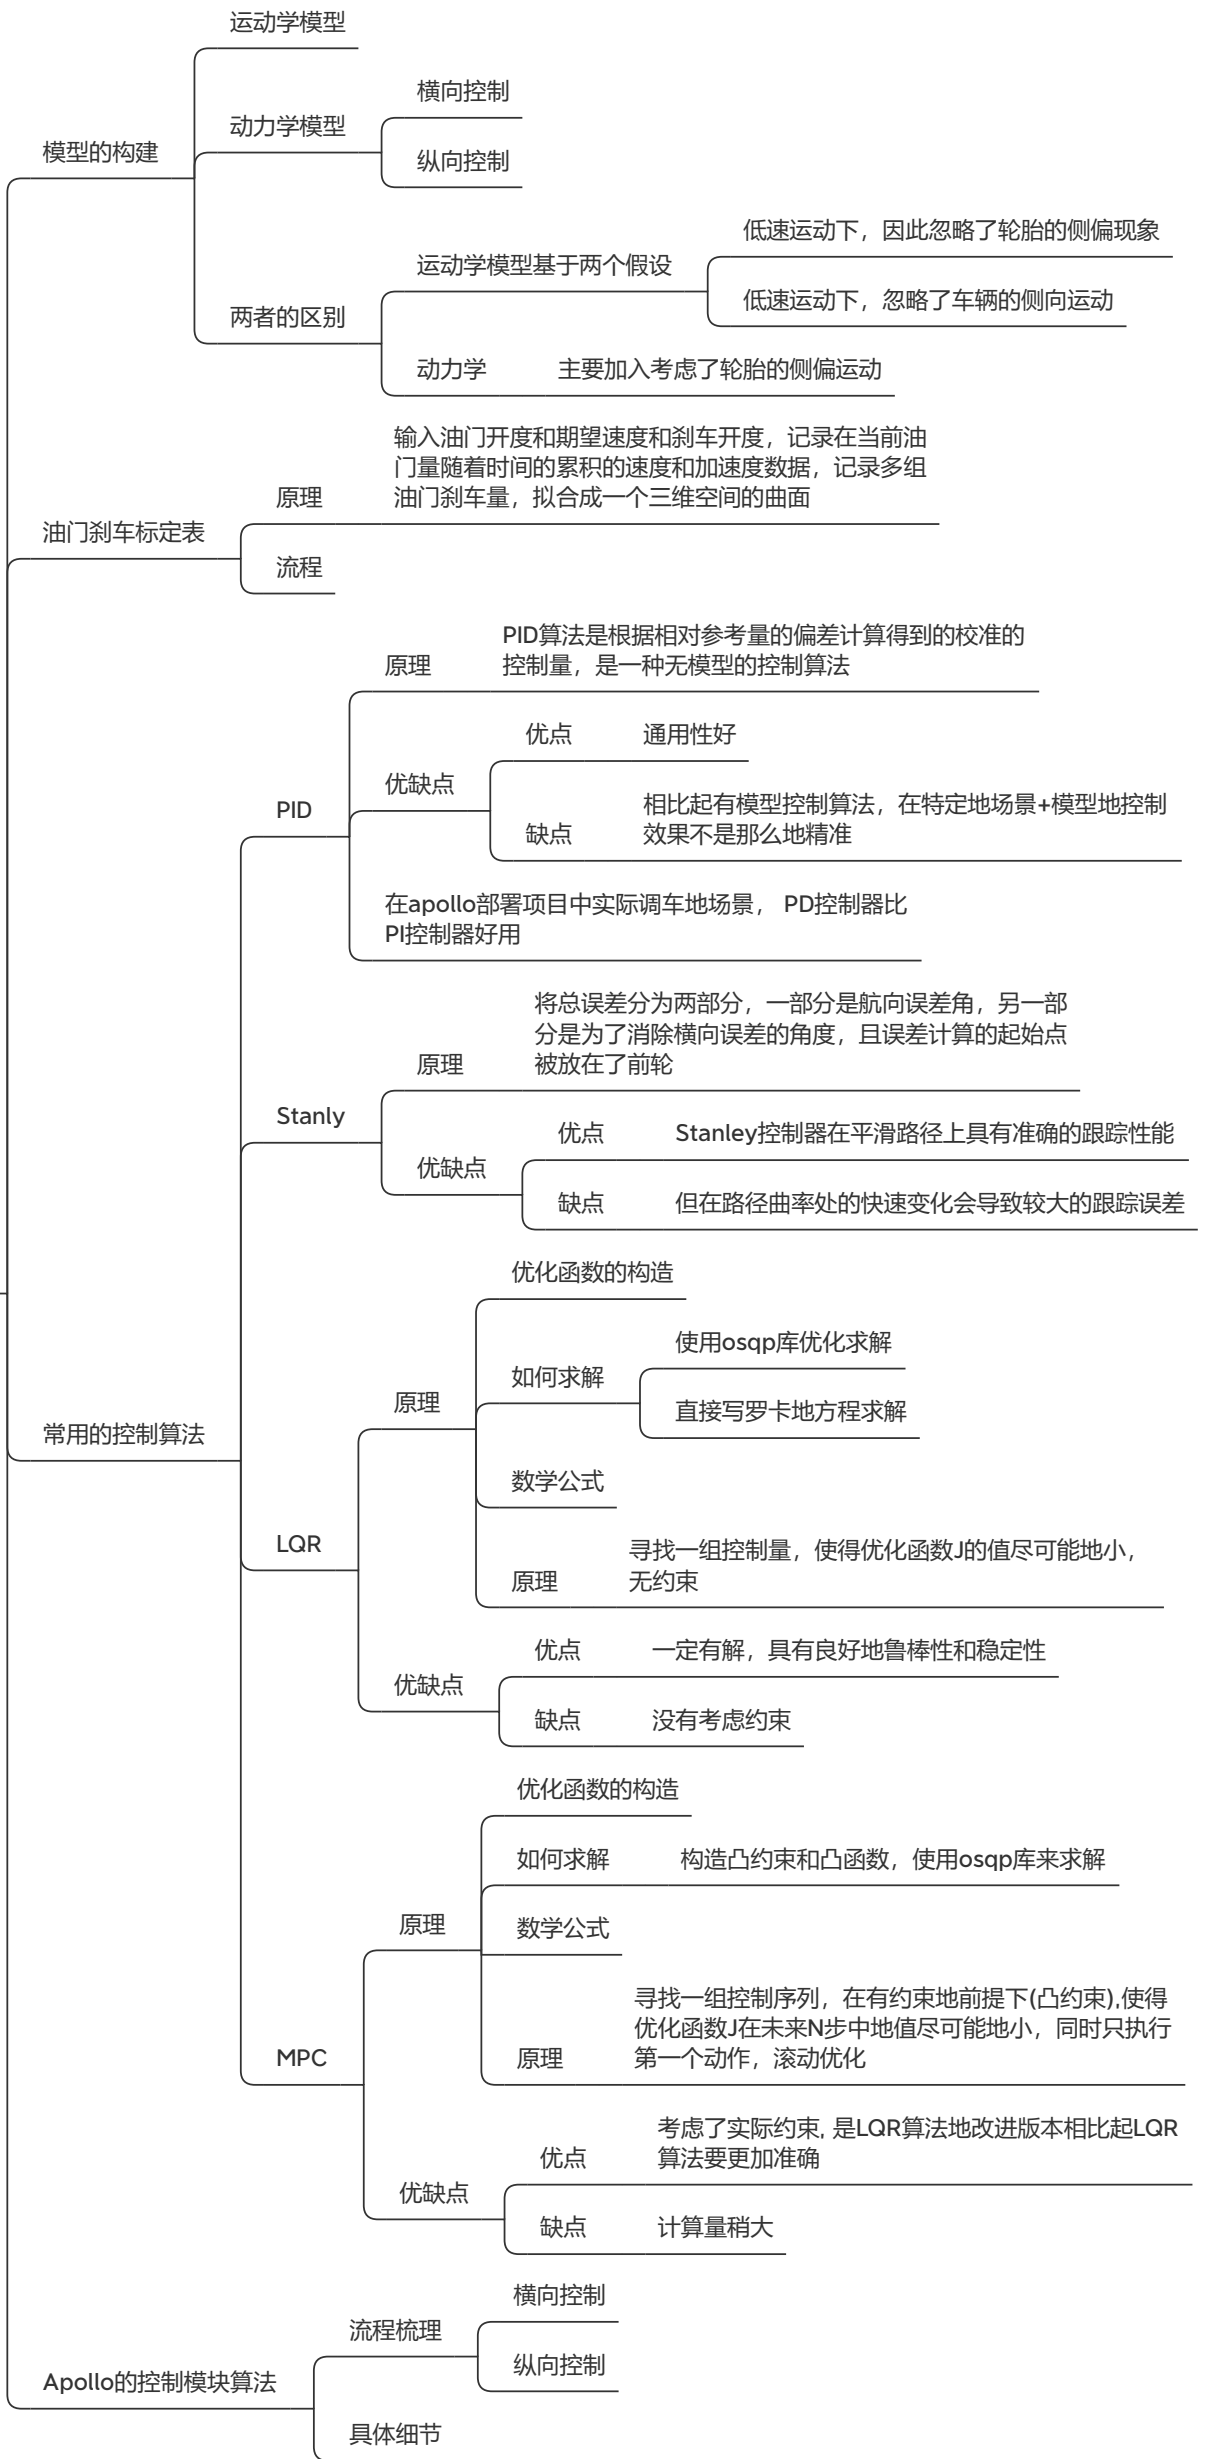 运动学模型
横向控制
动力学模型
模型的构建
纵向控制
低速运动下，因此忽略了轮胎的侧偏现象
运动学模型基于两个假设
低速运动下，忽略了车辆的侧向运动
两者的区别
动力学
主要加入考虑了轮胎的侧偏运动
输入油门开度和期望速度和刹车开度，记录在当前油
门量随着时间的累积的速度和加速度数据，记录多组
油门刹车量，拟合成一个三维空间的曲面
原理
油门刹车标定表
流程
PID算法是根据相对参考量的偏差计算得到的校准的
控制量，是一种无模型的控制算法
原理
优点
通用性好
优缺点
相比起有模型控制算法，在特定地场景+模型地控制
效果不是那么地精准
缺点
PID
在apollo部署项目中实际调车地场景， PD控制器比
PI控制器好用
将总误差分为两部分，一部分是航向误差角，另一部
分是为了消除横向误差的角度，且误差计算的起始点
被放在了前轮
原理
Stanly
优点
Stanley控制器在平滑路径上具有准确的跟踪性能
优缺点
缺点
但在路径曲率处的快速变化会导致较大的跟踪误差
优化函数的构造
使用osqp库优化求解
如何求解
直接写罗卡地方程求解
原理
常用的控制算法
数学公式
LQR
寻找一组控制量，使得优化函数J的值尽可能地小，
无约束
原理
优点
一定有解，具有良好地鲁棒性和稳定性
优缺点
缺点
没有考虑约束
优化函数的构造
如何求解
构造凸约束和凸函数，使用osqp库来求解
原理
数学公式
寻找一组控制序列，在有约束地前提下(凸约束),使得
优化函数J在未来N步中地值尽可能地小，同时只执行
第一个动作，滚动优化
原理
MPC
考虑了实际约束, 是LQR算法地改进版本相比起LQR
算法要更加准确
优点
优缺点
缺点
计算量稍大
横向控制
流程梳理
纵向控制
Apollo的控制模块算法
具体细节